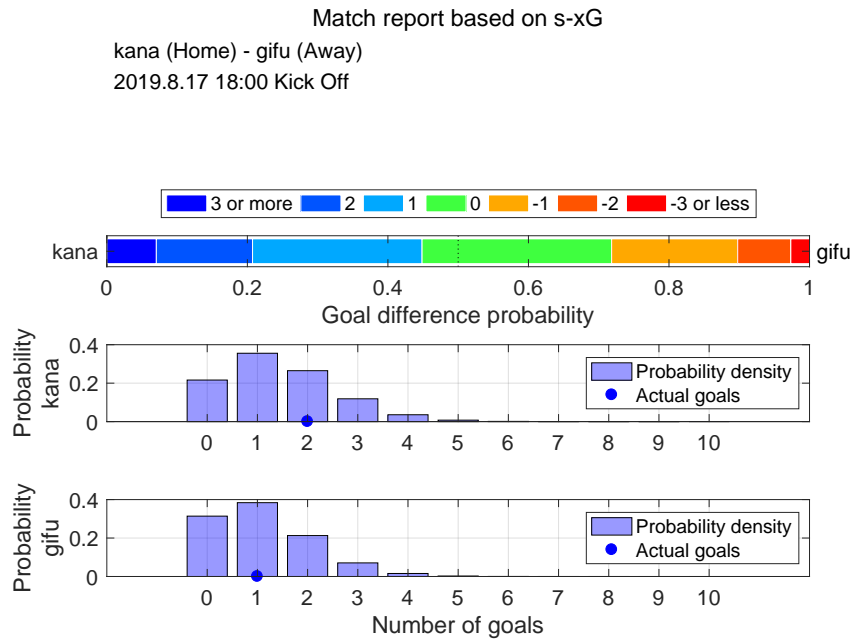 Match report based on s-xG
kana (Home) - gifu (Away)
2019.8.17 18:00 Kick Off
3 or more 2 1 0 -1 -2 -3 or less
kana gifu
0 0.2 0.4 0.6 0.8 1
Goal difference probability
Probability
kana
0.4
0.2
0
Probability density
Actual goals
0 1 2 3 4 5 6 7 8 9 10
Probability
gifu
0.4
0.2
0
Probability density
Actual goals
0 1 2 3 4 5 6 7 8 9 10
Number of goals